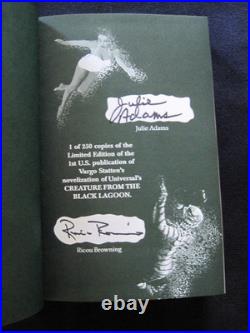 Julie
Adams
Julie Adams
1 of 250 copies of the
Limited Edition of the
1st U.S. publication of
Vargo Statten's
novelization of Universal's
CREATURE FROM THE
BLACK LAGOON.
Ricou Browning